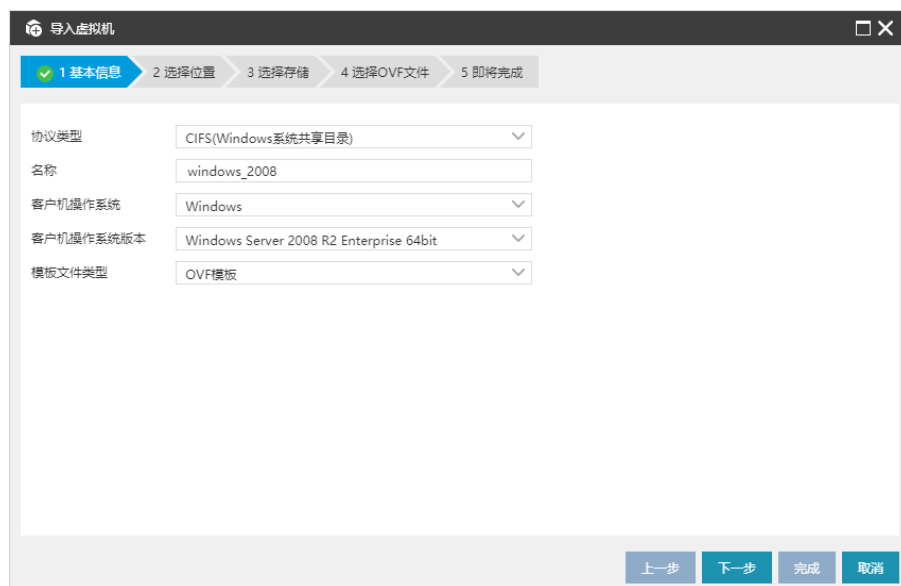 导入虚拟机
1 基本信息 2 选择位置 3 选择存储 4 选择OVF文件 5 即将完成
协议类型 CIFS(Windows系统共享目录)
名称 windows_2008
客户机操作系统 Windows
客户机操作系统版本 Windows Server 2008 R2 Enterprise 64bit
模板文件类型 OVF模板
上一步 下一步 完成 取消